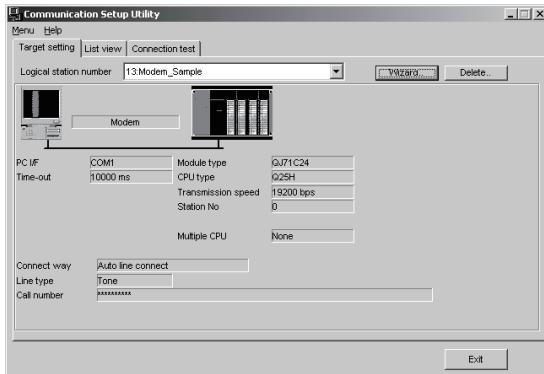 Communication Setup Utility
Menu Help
Target setting List view Connection test
Logical station number 13:Modem_Sample Wizard.. Delete..
Modem
PC I/F COM1 Module type QJ71C24
Time-out 10000 ms CPU type Q25H
Transmission speed 19200 bps
Station No 0
Multiple CPU None
Connect way Auto line connect
Line type Tone
Call number **********
Exit